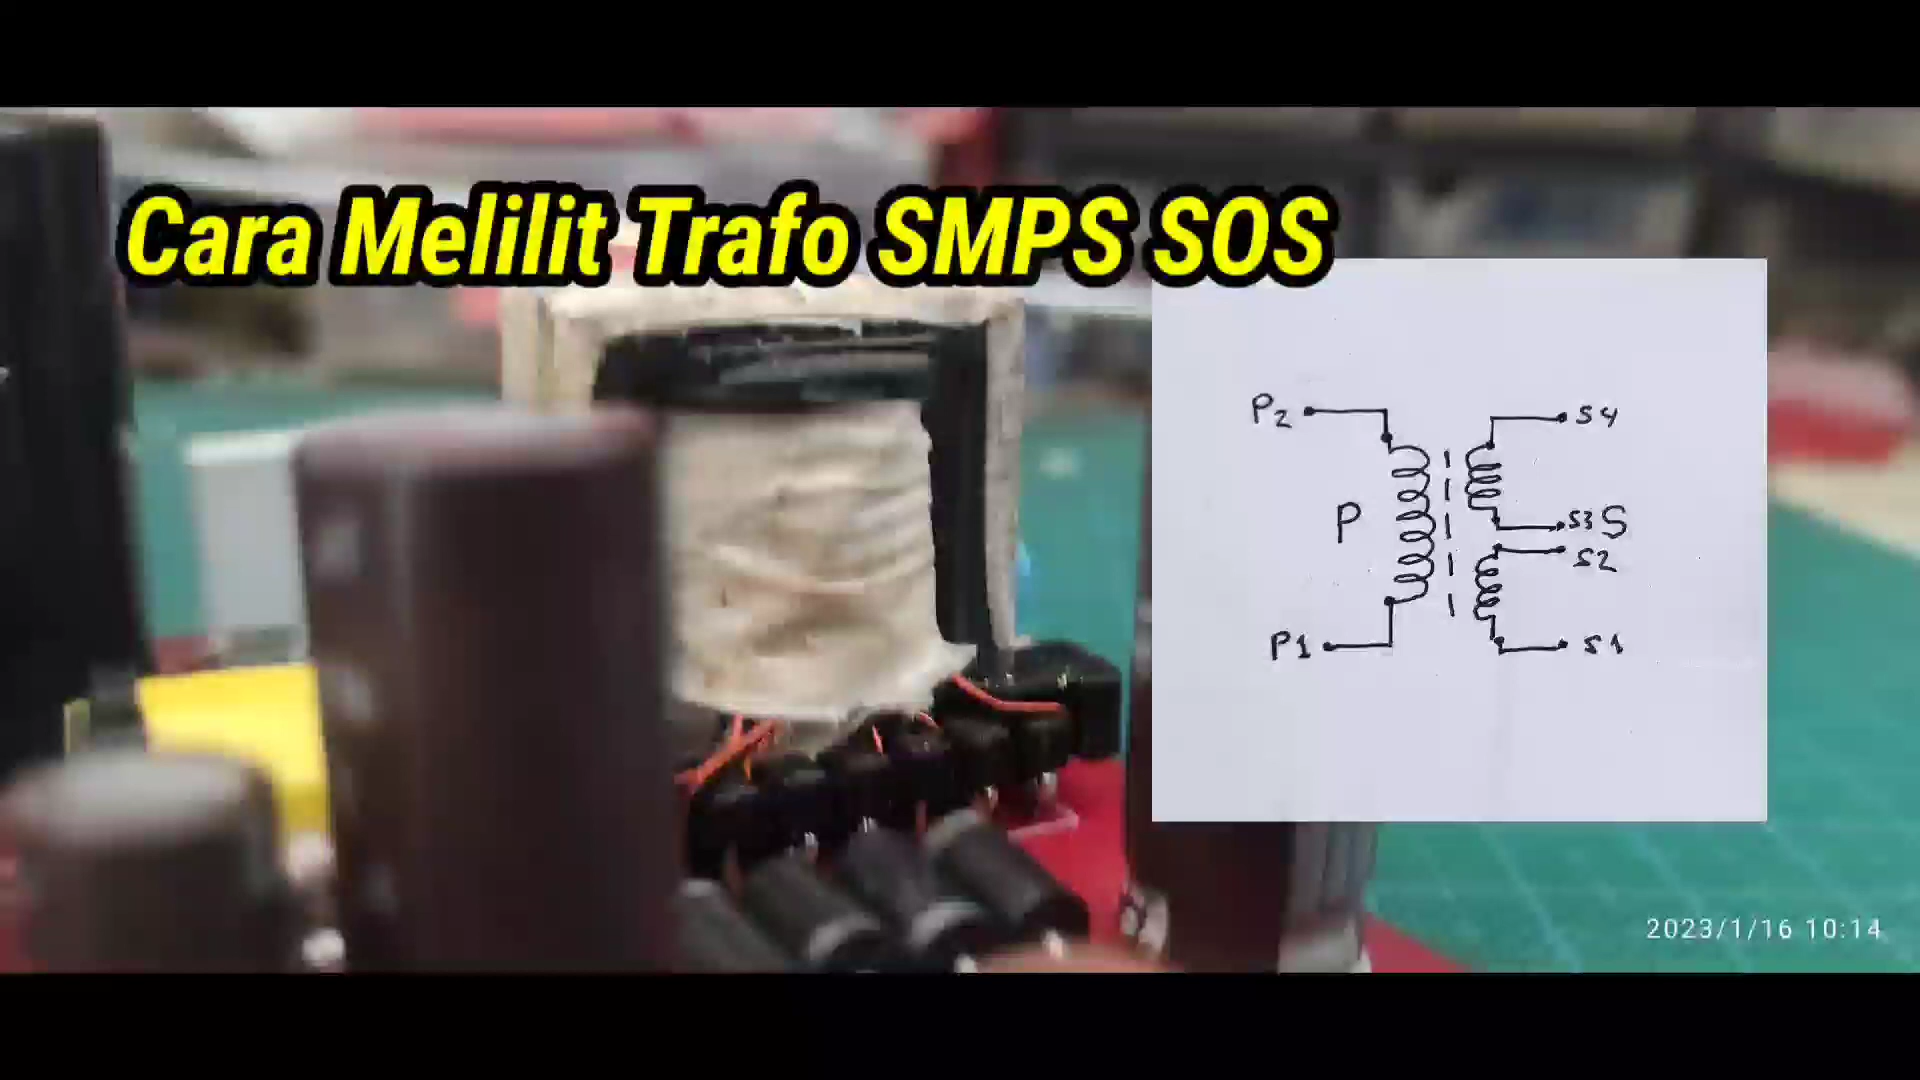 Cara Melilit Trafo SMPS SOS
P2
S4
P
S3 S
S2
P1
S1
2023/1/16 10:14